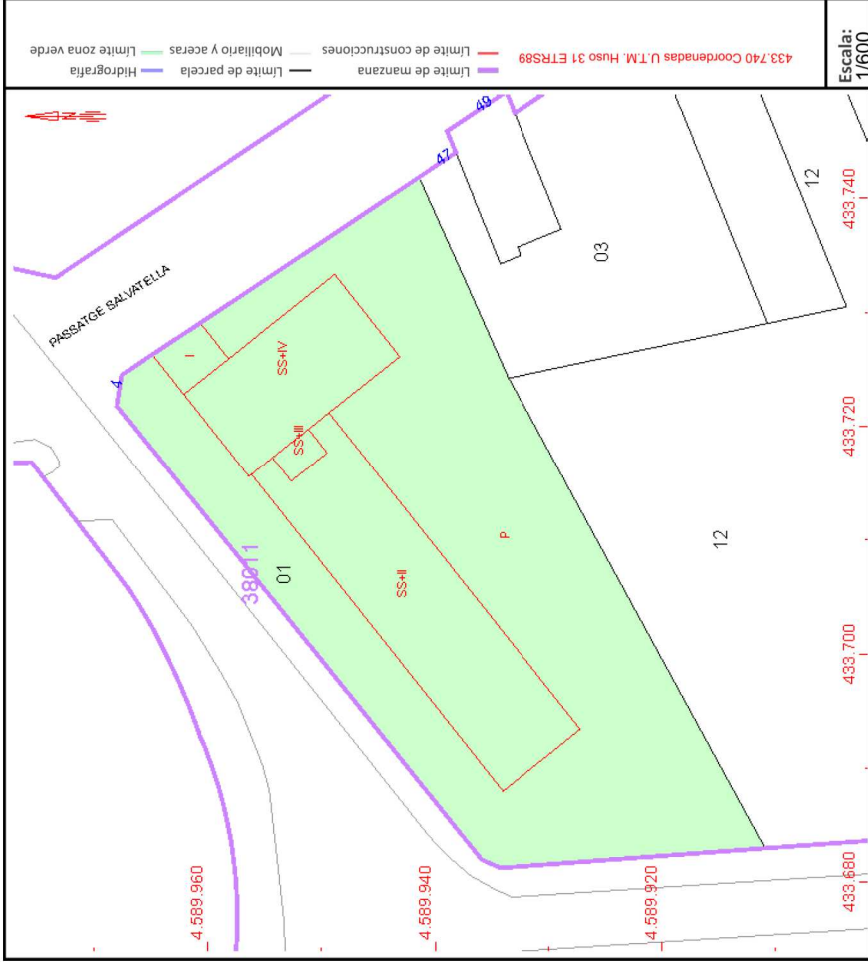 Límite de manzana
Límite de parcela
Hidrografía
Límite de construcciones
Mobiliario y aceras
Límite zona verde
433.740 Coordenadas U.T.M. Huso 31 ETRS89
Escala:
1/600
N
PASSATGE SALVATELLA
49
47
4
I
SS+IV
SS+III
38011
01
SS+II
P
03
12
12
4.589.960
4.589.940
4.589.920
433.740
433.720
433.700
433.680